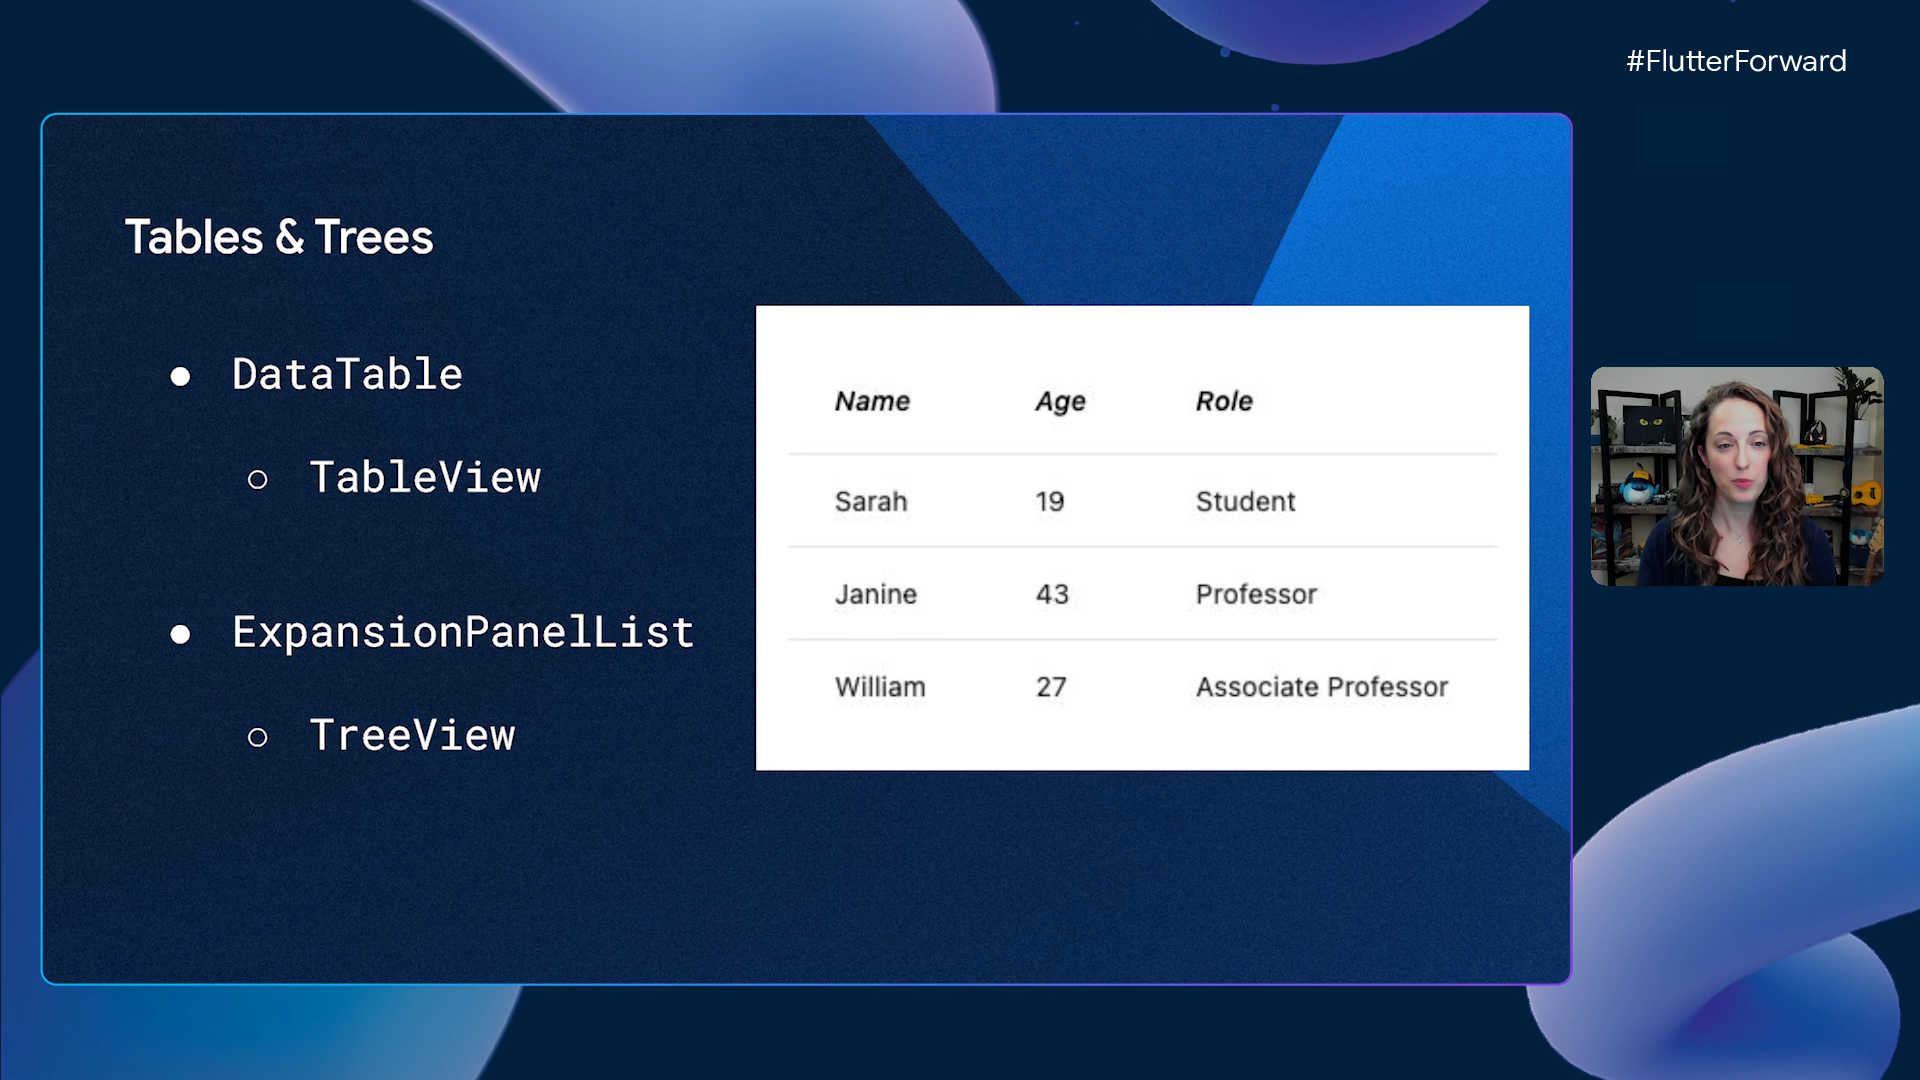 #FlutterForward
Tables & Trees
● DataTable
○ TableView
● ExpansionPanelList
○ TreeView
Name Age Role
Sarah 19 Student
Janine 43 Professor
William 27 Associate Professor